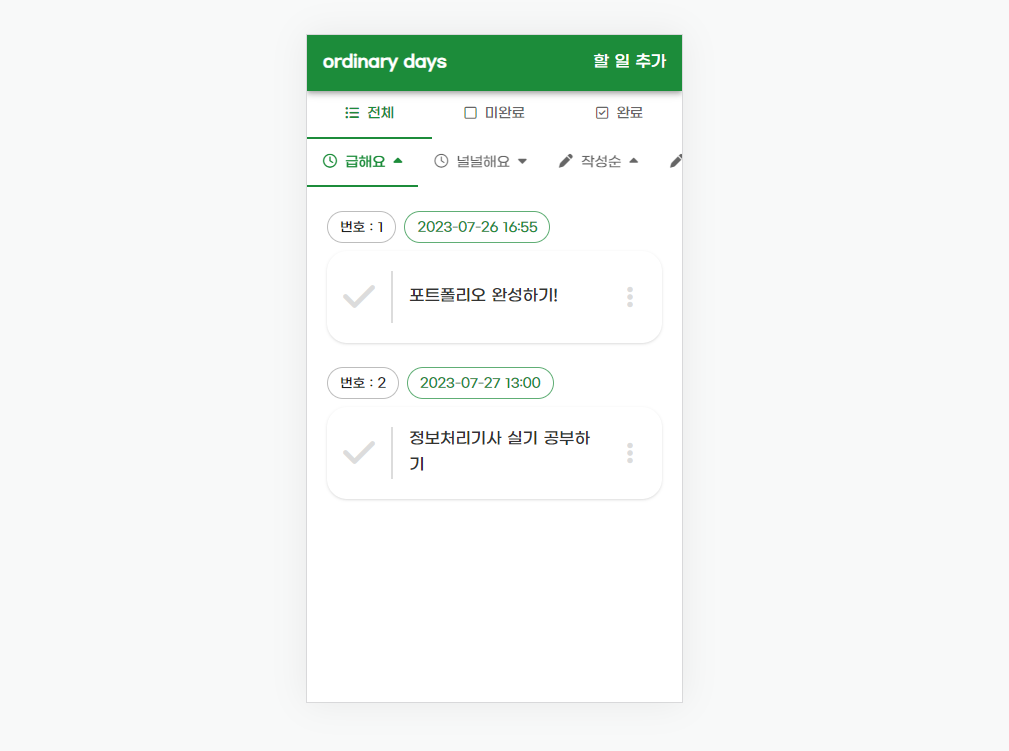 ordinary days 할 일 추가
전체 미완료 완료
급해요 널널해요 작성순
번호 : 1 2023-07-26 16:55
포트폴리오 완성하기!
번호 : 2 2023-07-27 13:00
정보처리기사 실기 공부하
기